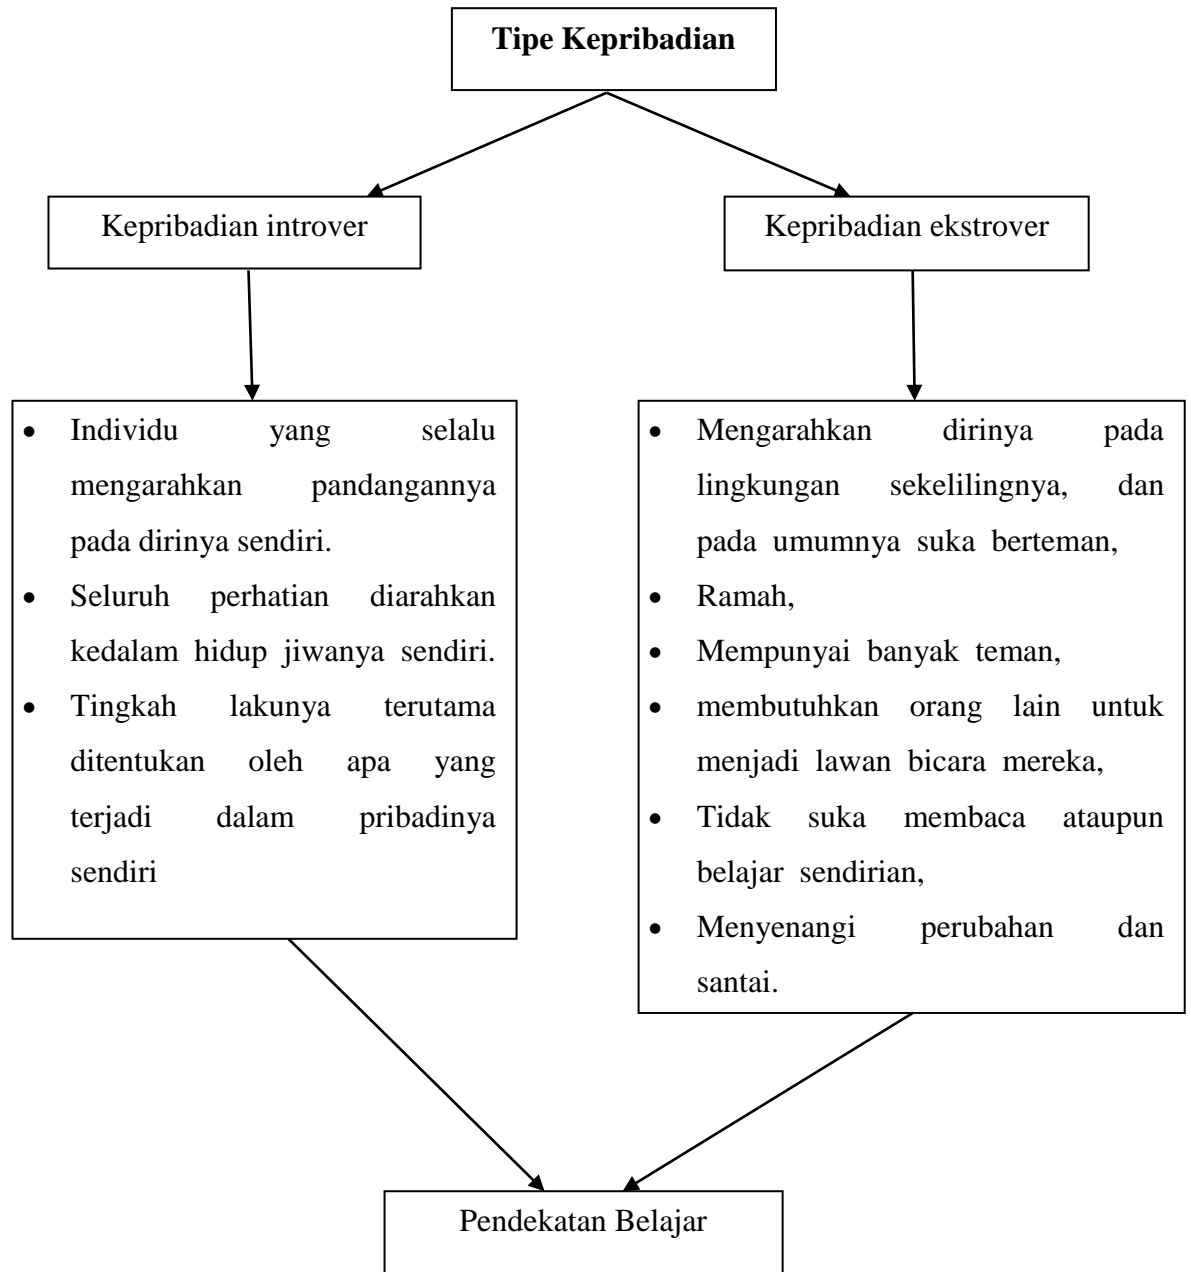 Tipe Kepribadian
Kepribadian introver
Kepribadian ekstrover
• Individu yang selalu
mengarahkan pandangannya
pada dirinya sendiri.
• Seluruh perhatian diarahkan
kedalam hidup jiwanya sendiri.
• Tingkah lakunya terutama
ditentukan oleh apa yang
terjadi dalam pribadinya
sendiri
• Mengarahkan dirinya pada
lingkungan sekelilingnya, dan
pada umumnya suka berteman,
• Ramah,
• Mempunyai banyak teman,
• membutuhkan orang lain untuk
menjadi lawan bicara mereka,
• Tidak suka membaca ataupun
belajar sendirian,
• Menyenangi perubahan dan
santai.
Pendekatan Belajar